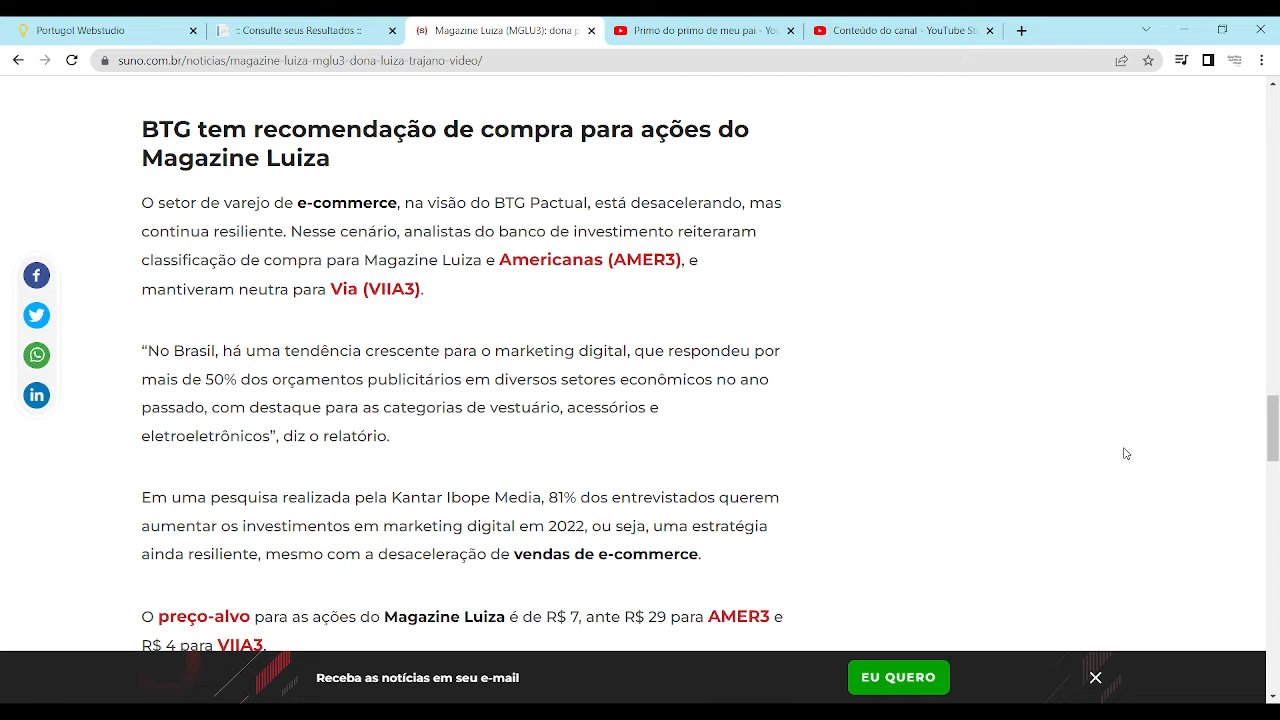 Portugol Webstudio
:: Consulte seus Resultados ::
Magazine Luiza (MGLU3): dona p
Primo do primo de meu pai - You
Conteúdo do canal - YouTube St
suno.com.br/noticias/magazine-luiza-mglu3-dona-luiza-trajano-video/
BTG tem recomendação de compra para ações do
Magazine Luiza
O setor de varejo de e-commerce, na visão do BTG Pactual, está desacelerando, mas
continua resiliente. Nesse cenário, analistas do banco de investimento reiteraram
classificação de compra para Magazine Luiza e Americanas (AMER3), e
mantiveram neutra para Via (VIIA3).
“No Brasil, há uma tendência crescente para o marketing digital, que respondeu por
mais de 50% dos orçamentos publicitários em diversos setores econômicos no ano
passado, com destaque para as categorias de vestuário, acessórios e
eletroeletrônicos”, diz o relatório.
Em uma pesquisa realizada pela Kantar Ibope Media, 81% dos entrevistados querem
aumentar os investimentos em marketing digital em 2022, ou seja, uma estratégia
ainda resiliente, mesmo com a desaceleração de vendas de e-commerce.
O preço-alvo para as ações do Magazine Luiza é de R$ 7, ante R$ 29 para AMER3 e
R$ 4 para VIIA3.
Receba as notícias em seu e-mail
EU QUERO